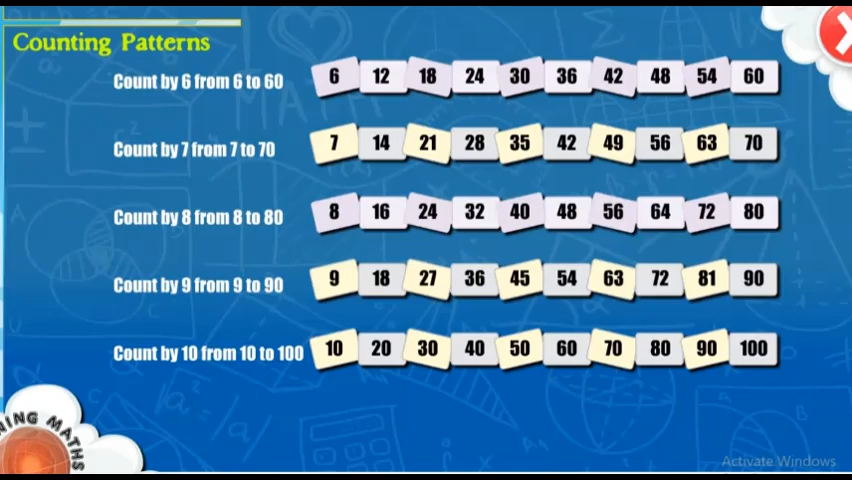 Counting Patterns
Count by 6 from 6 to 60 6 12 18 24 30 36 42 48 54 60
Count by 7 from 7 to 70 7 14 21 28 35 42 49 56 63 70
Count by 8 from 8 to 80 8 16 24 32 40 48 56 64 72 80
Count by 9 from 9 to 90 9 18 27 36 45 54 63 72 81 90
Count by 10 from 10 to 100 10 20 30 40 50 60 70 80 90 100
NING MATHS
Activate Windows